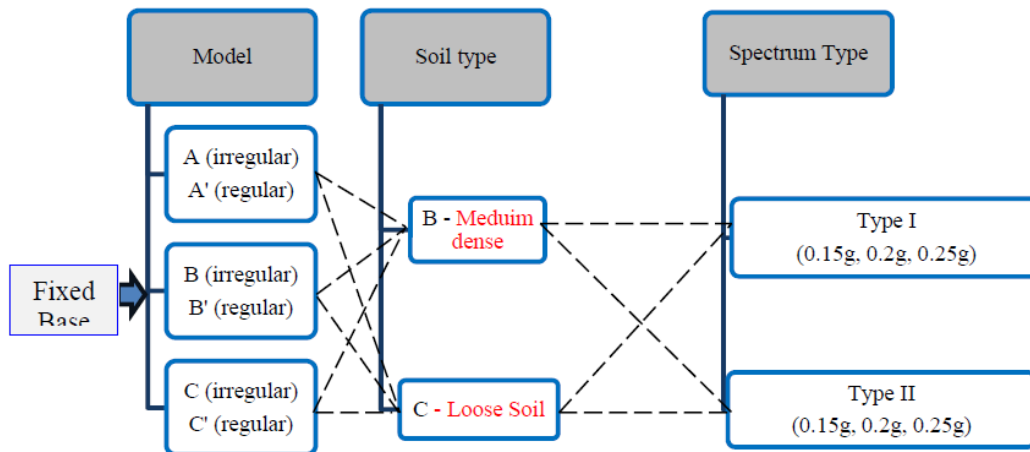 Model
Soil type
Spectrum Type
A (irregular)
A' (regular)
B (irregular)
B' (regular)
C (irregular)
C' (regular)
Fixed
Base
B - Meduim
dense
C - Loose Soil
Type I
(0.15g, 0.2g, 0.25g)
Type II
(0.15g, 0.2g, 0.25g)